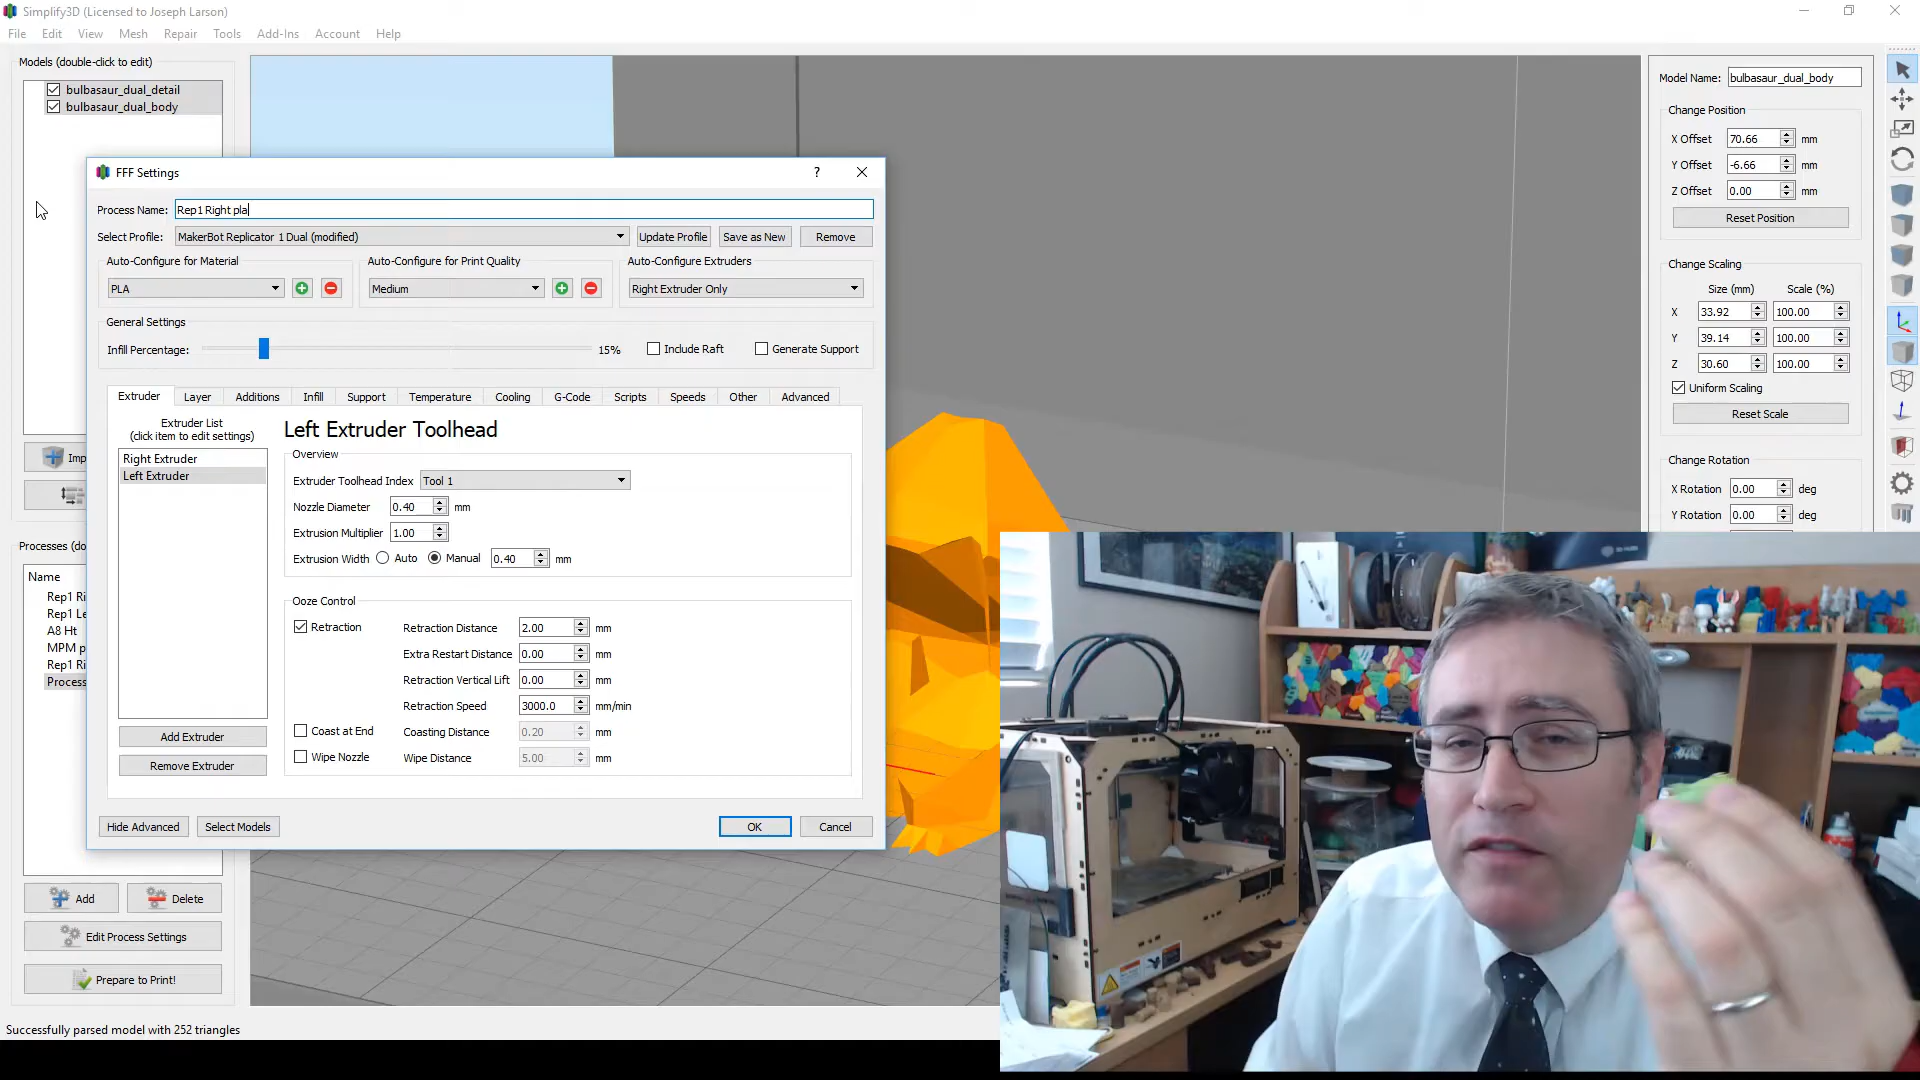 Simplify3D (Licensed to Joseph Larson)
File Edit View Mesh Repair Tools Add-Ins Account Help
Models (double-click to edit)
bulbasaur_dual_detail
bulbasaur_dual_body
Imp
Processes (do
Name
Rep1 Ri
Rep1 Le
A8 Ht
MPM p
Rep1 Ri
Process
Add Delete
Edit Process Settings
Prepare to Print!
Successfully parsed model with 252 triangles
FFF Settings ?
Process Name: Rep1 Right pla
Select Profile: MakerBot Replicator 1 Dual (modified) Update Profile Save as New Remove
Auto-Configure for Material Auto-Configure for Print Quality Auto-Configure Extruders
PLA Medium Right Extruder Only
General Settings
Infill Percentage: 15% Include Raft Generate Support
Extruder Layer Additions Infill Support Temperature Cooling G-Code Scripts Speeds Other Advanced
Extruder List
(click item to edit settings)
Right Extruder
Left Extruder
Add Extruder
Remove Extruder
Left Extruder Toolhead
Overview
Extruder Toolhead Index Tool 1
Nozzle Diameter 0.40 mm
Extrusion Multiplier 1.00
Extrusion Width Auto Manual 0.40 mm
Ooze Control
Retraction Retraction Distance 2.00 mm
Extra Restart Distance 0.00 mm
Retraction Vertical Lift 0.00 mm
Retraction Speed 3000.0 mm/min
Coast at End Coasting Distance 0.20 mm
Wipe Nozzle Wipe Distance 5.00 mm
Hide Advanced Select Models OK Cancel
Model Name: bulbasaur_dual_body
Change Position
X Offset 70.66 mm
Y Offset -6.66 mm
Z Offset 0.00 mm
Reset Position
Change Scaling
Size (mm) Scale (%)
X 33.92 100.00
Y 39.14 100.00
Z 30.60 100.00
Uniform Scaling
Reset Scale
Change Rotation
X Rotation 0.00 deg
Y Rotation 0.00 deg